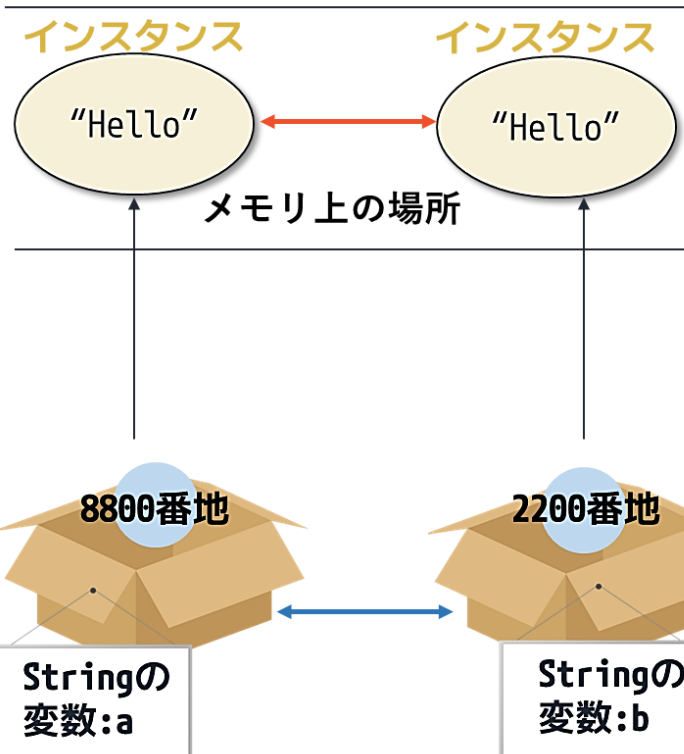 インスタンス
インスタンス
“Hello”
“Hello”
メモリ上の場所
8800番地
2200番地
Stringの
変数:a
Stringの
変数:b